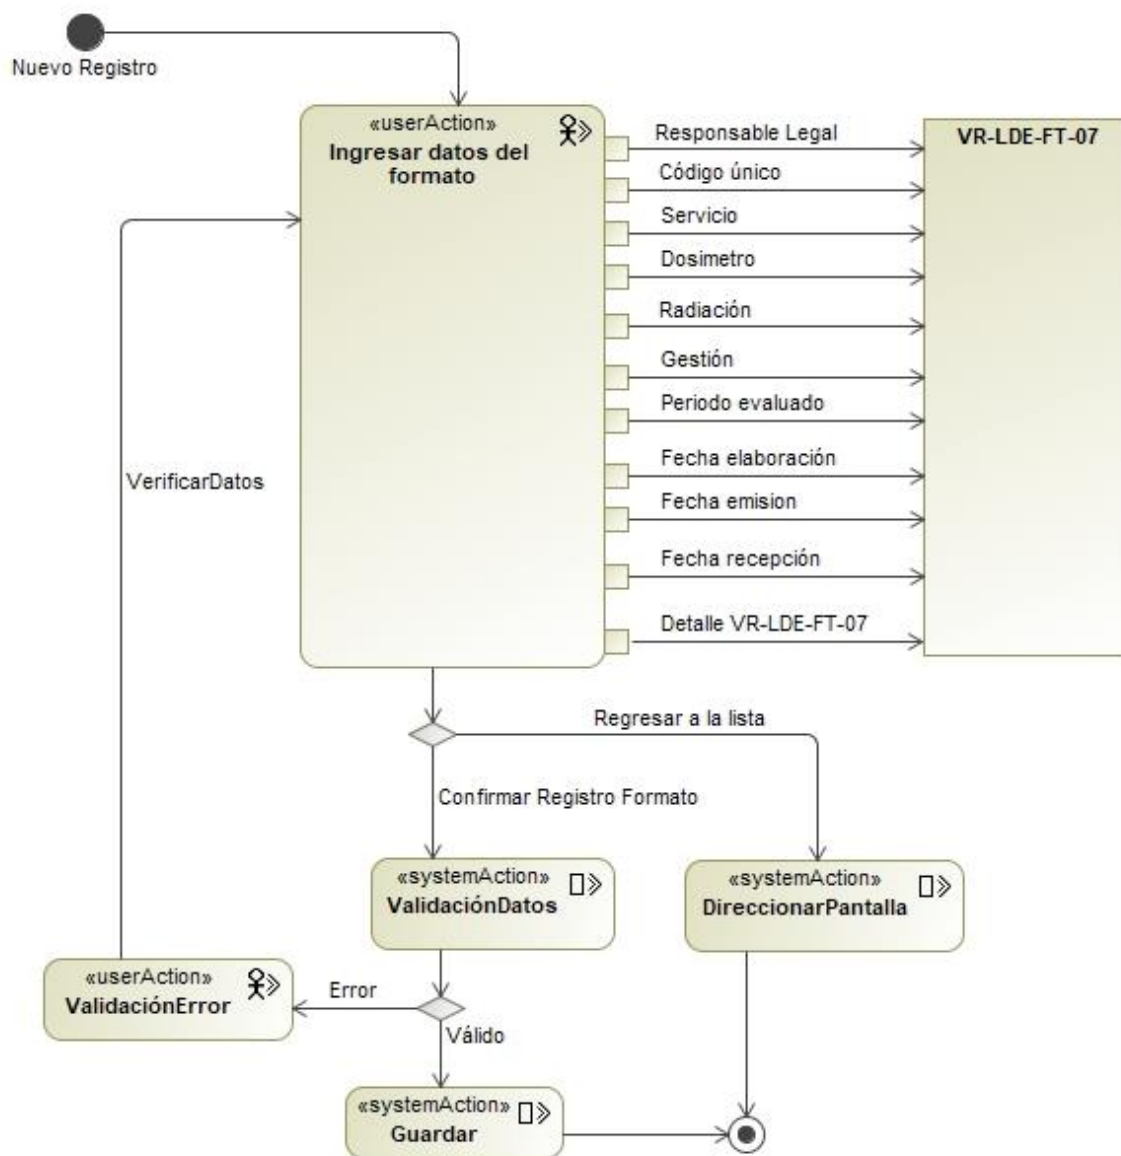 Nuevo Registro
«userAction»
Ingresar datos del
formato
Responsable Legal
VR-LDE-FT-07
Código único
Servicio
Dosimetro
Radiación
Gestión
Periodo evaluado
Fecha elaboración
Fecha emision
Fecha recepción
Detalle VR-LDE-FT-07
VerificarDatos
Regresar a la lista
Confirmar Registro Formato
«systemAction»
ValidaciónDatos
«systemAction»
DireccionarPantalla
«userAction»
ValidaciónError
Error
Válido
«systemAction»
Guardar